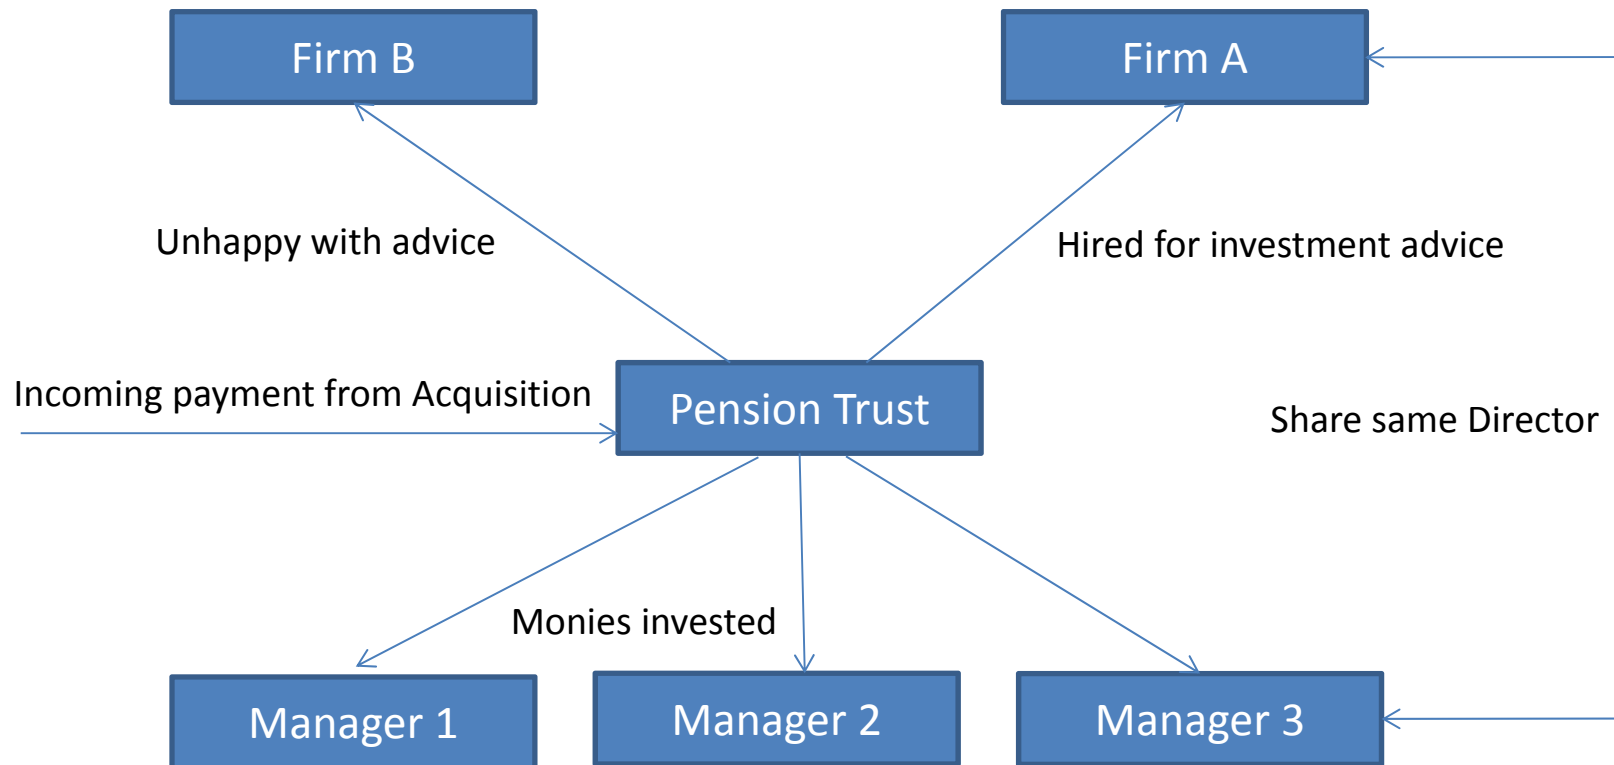 Firm B
Firm A
Unhappy with advice
Hired for investment advice
Incoming payment from Acquisition
Pension Trust
Share same Director
Monies invested
Manager 1
Manager 2
Manager 3